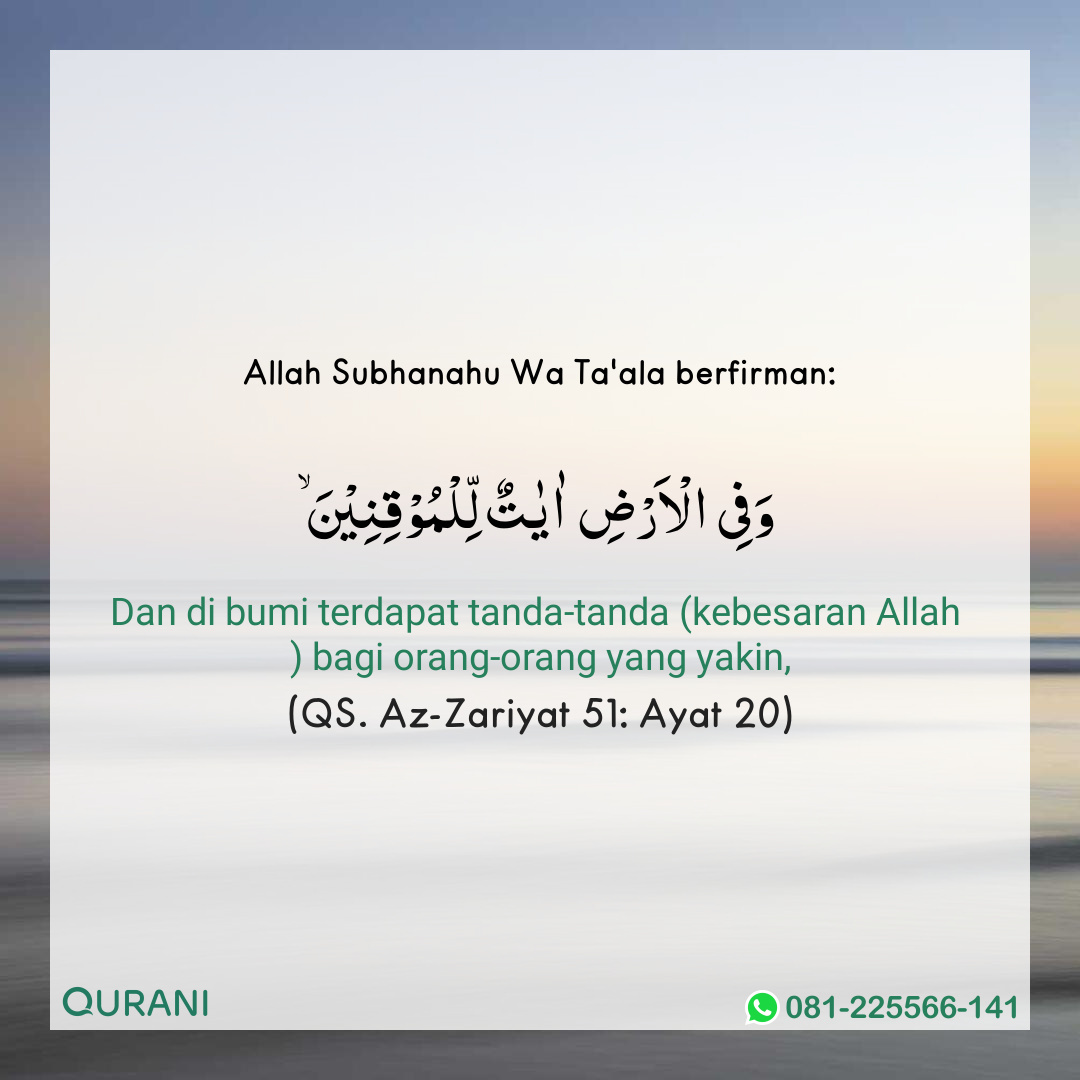 Allah Subhanahu Wa Ta'ala berfirman:
وَفِى الْاَرْضِ اٰيٰتٌ لِّلْمُوْقِنِيْنَۙ
Dan di bumi terdapat tanda-tanda (kebesaran Allah
) bagi orang-orang yang yakin,
(QS. Az-Zariyat 51: Ayat 20)
QURANI
081-225566-141